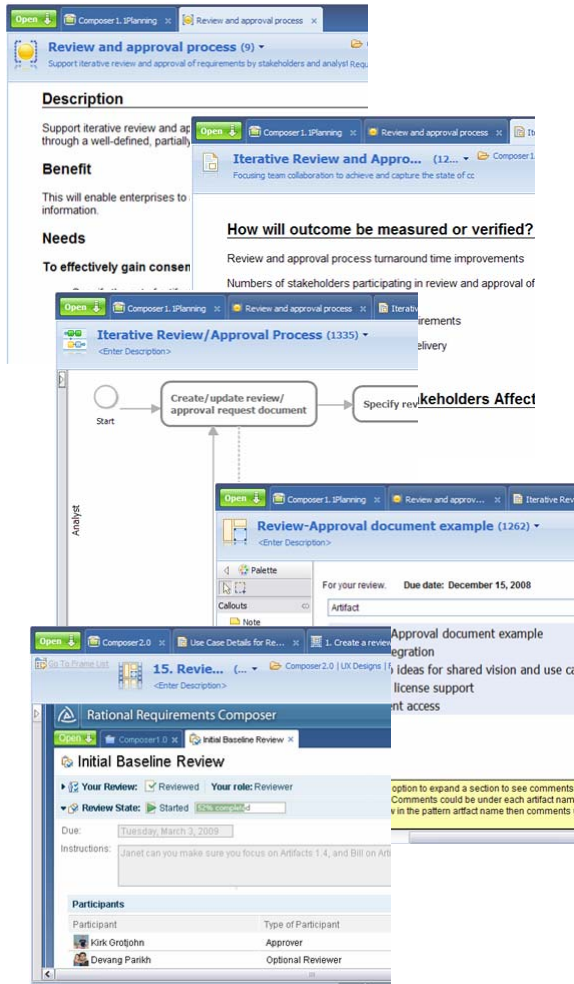 Open Composer1. 1Planning × Review and approval process ×
Review and approval process (9)
Support iterative review and approval of requirements by stakeholders and analyst Requ
Description
Support iterative review and ap
through a well-defined, partially
Benefit
This will enable enterprises to
information.
Needs
To effectively gain consen
Open Composer1. 1Planning × Review and approval process ×
Iterative Review and Appro... (12... Composer1.
Focusing team collaboration to achieve and capture the state of cc
How will outcome be measured or verified?
Review and approval process turnaround time improvements
Numbers of stakeholders participating in review and approval of
irements
elivery
keholders Affect
Open Composer1. 1Planning × Review and approval process × Iterativ
Iterative Review/Approval Process (1335)
<Enter Description>
Start
Create/update review/
approval request document
Specify rev
Analyst
Open Composer1. 1Planning × Review and approv... × Iterative Rev
Review-Approval document example (1262)
<Enter Description>
Palette
Callouts
Note
For your review. Due date: December 15, 2008
Artifact
Approval document example
egration
ideas for shared vision and use ca
license support
nt access
option to expand a section to see comments
Comments could be under each artifact nam
w in the pattern artfact name then comments
Open Composer2.0 × Use Case Details for Re... × 1. Create a review
Go To Frame List
15. Revie... (... Composer2.0 | UX Designs |
<Enter Description>
Rational Requirements Composer
Open Composer1.0 × Initial Baseline Review ×
Initial Baseline Review
Your Review: Reviewed Your role: Reviewer
Review State: Started 52% completed
Due: Tuesday, March 3, 2009
Instructions: Janet can you make sure you focus on Artifacts 1.4, and Bill on Arti
Participants
Participant Type of Participant
Kirk Grotjohn Approver
Devang Parikh Optional Reviewer